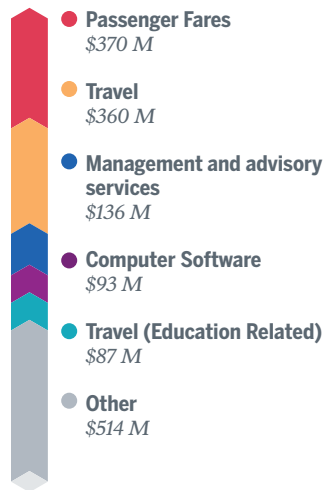 Passenger Fares
$370 M
Travel
$360 M
Management and advisory
services
$136 M
Computer Software
$93 M
Travel (Education Related)
$87 M
Other
$514 M